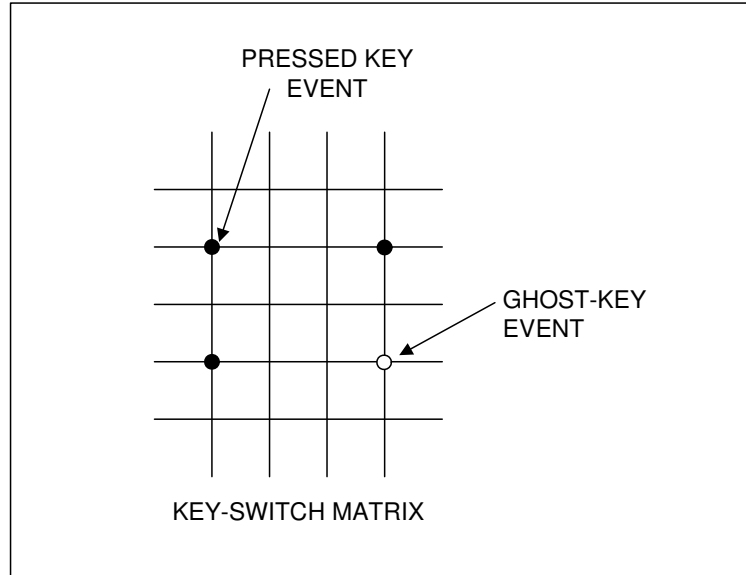 PRESSED KEY
EVENT
GHOST-KEY
EVENT
KEY-SWITCH MATRIX